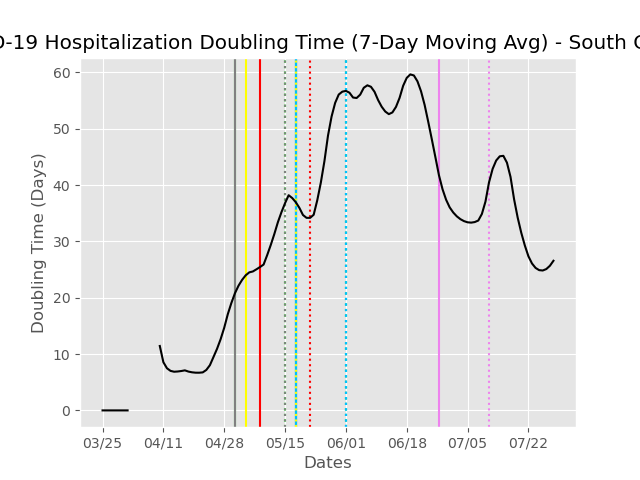 0-19 Hospitalization Doubling Time (7-Day Moving Avg) - South
60
50
40
30
20
10
0
Doubling Time (Days)
03/25 04/11 04/28 05/15 06/01 06/18 07/05 07/22
Dates